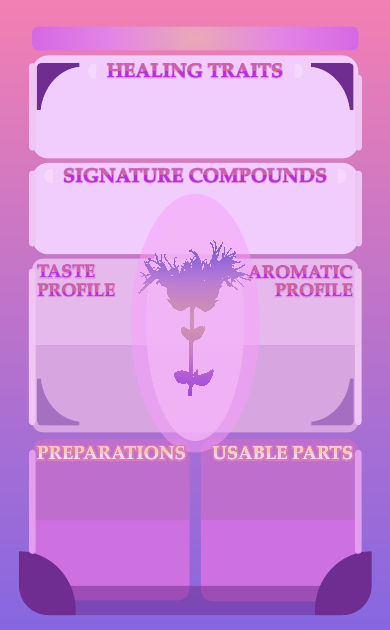 HEALING TRAITS
SIGNATURE COMPOUNDS
TASTE
PROFILE
AROMATIC
PROFILE
PREPARATIONS
USABLE PARTS